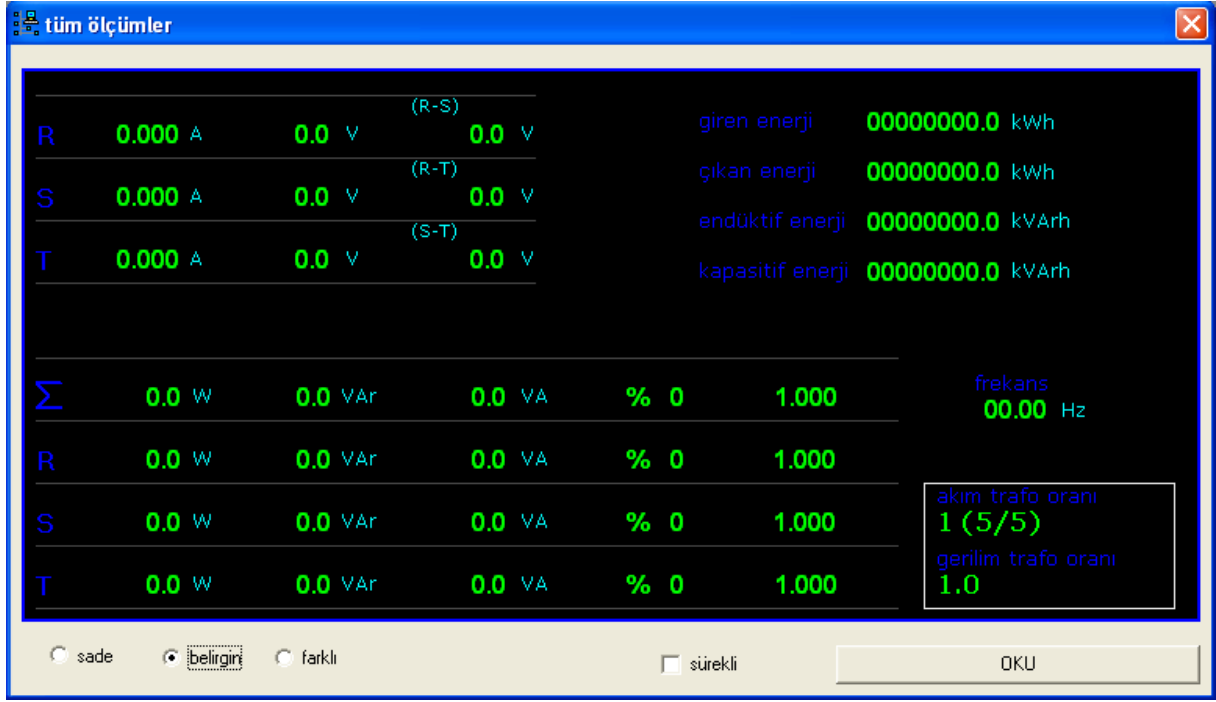 tüm ölçümler
(R-S)
R 0.000 A 0.0 V 0.0 V
(R-T)
S 0.000 A 0.0 V 0.0 V
(S-T)
T 0.000 A 0.0 V 0.0 V
giren enerji 00000000.0 kWh
çıkan enerji 00000000.0 kWh
endüktif enerji 00000000.0 kVArh
kapasitif enerji 00000000.0 kVArh
Σ 0.0 W 0.0 VAr 0.0 VA % 0 1.000
R 0.0 W 0.0 VAr 0.0 VA % 0 1.000
S 0.0 W 0.0 VAr 0.0 VA % 0 1.000
T 0.0 W 0.0 VAr 0.0 VA % 0 1.000
frekans
00.00 Hz
akım trafo oranı
1 (5/5)
gerilim trafo oranı
1.0
sade belirgin farklı sürekli OKU